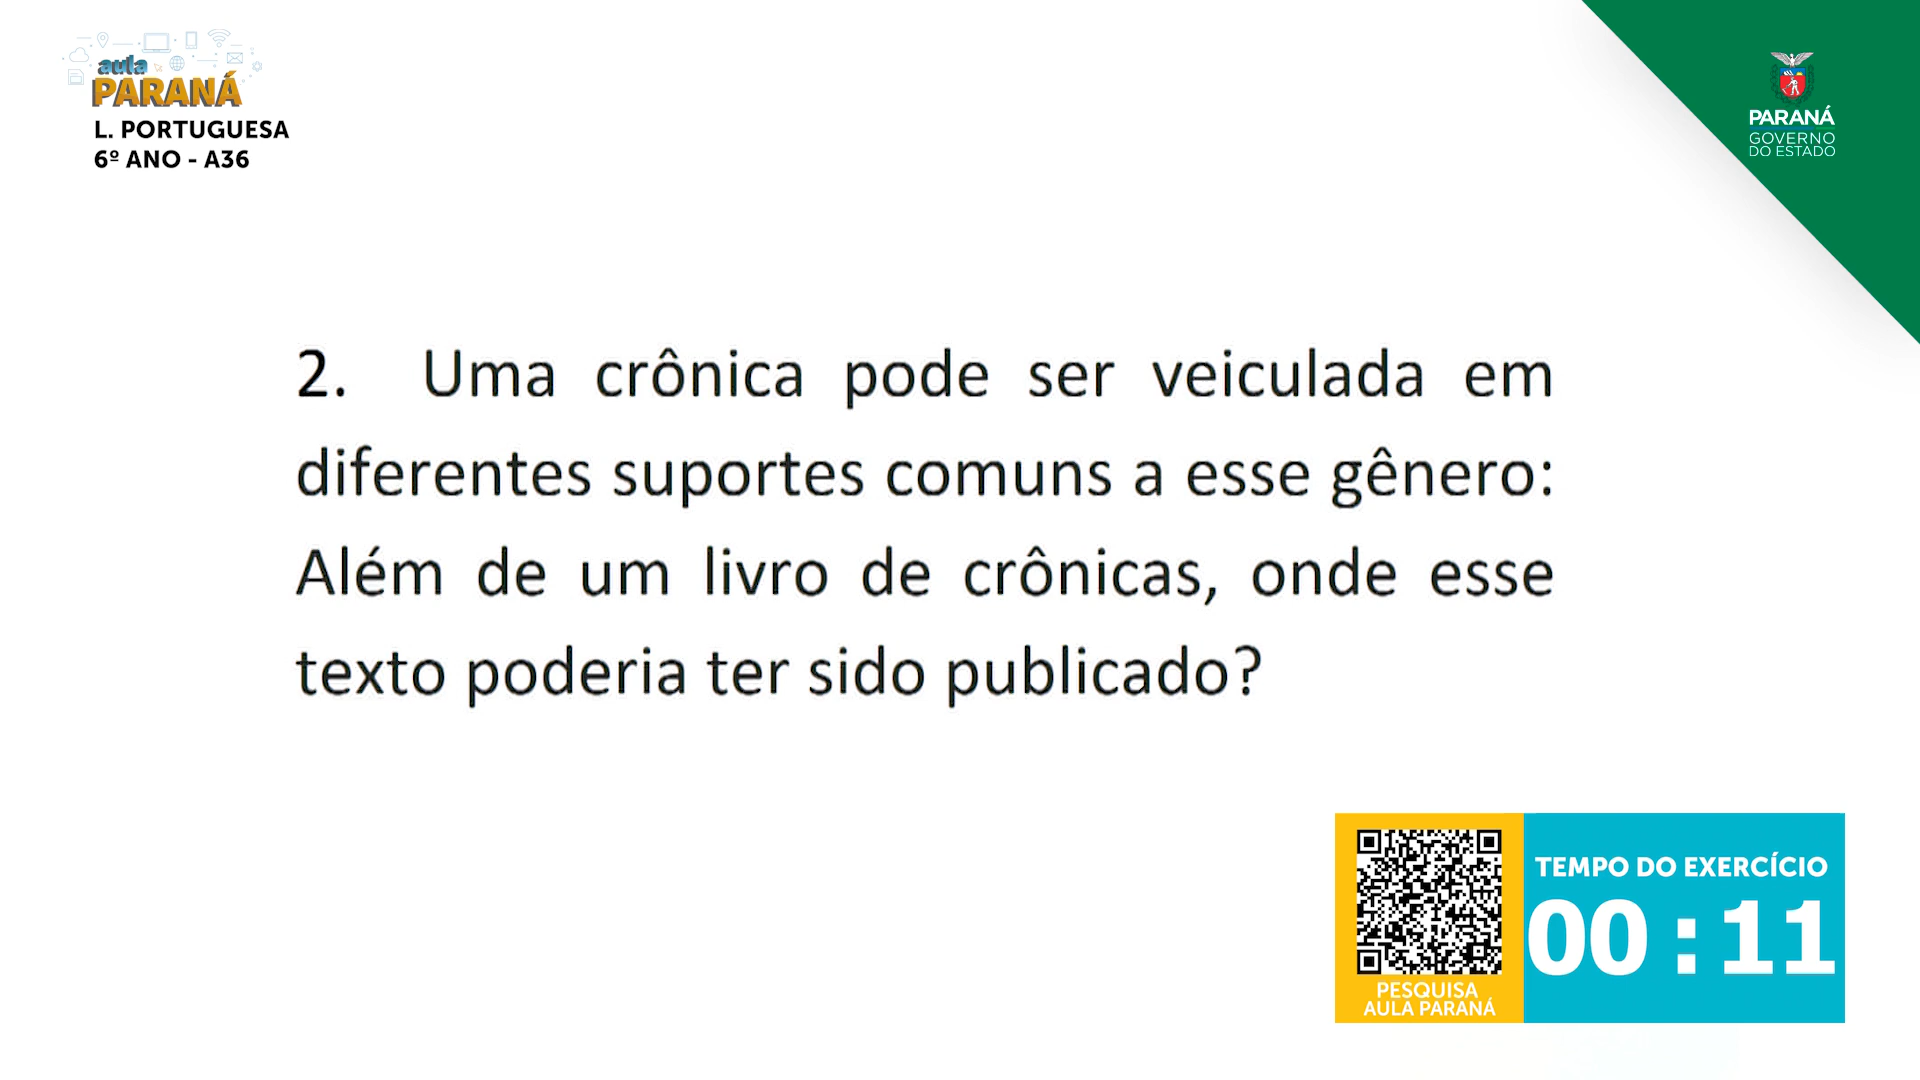 aula
PARANÁ
L. PORTUGUESA
6º ANO - A36
PARANÁ
GOVERNO
DO ESTADO
2. Uma crônica pode ser veiculada em
diferentes suportes comuns a esse gênero:
Além de um livro de crônicas, onde esse
texto poderia ter sido publicado?
TEMPO DO EXERCÍCIO
00 : 11
PESQUISA
AULA PARANÁ